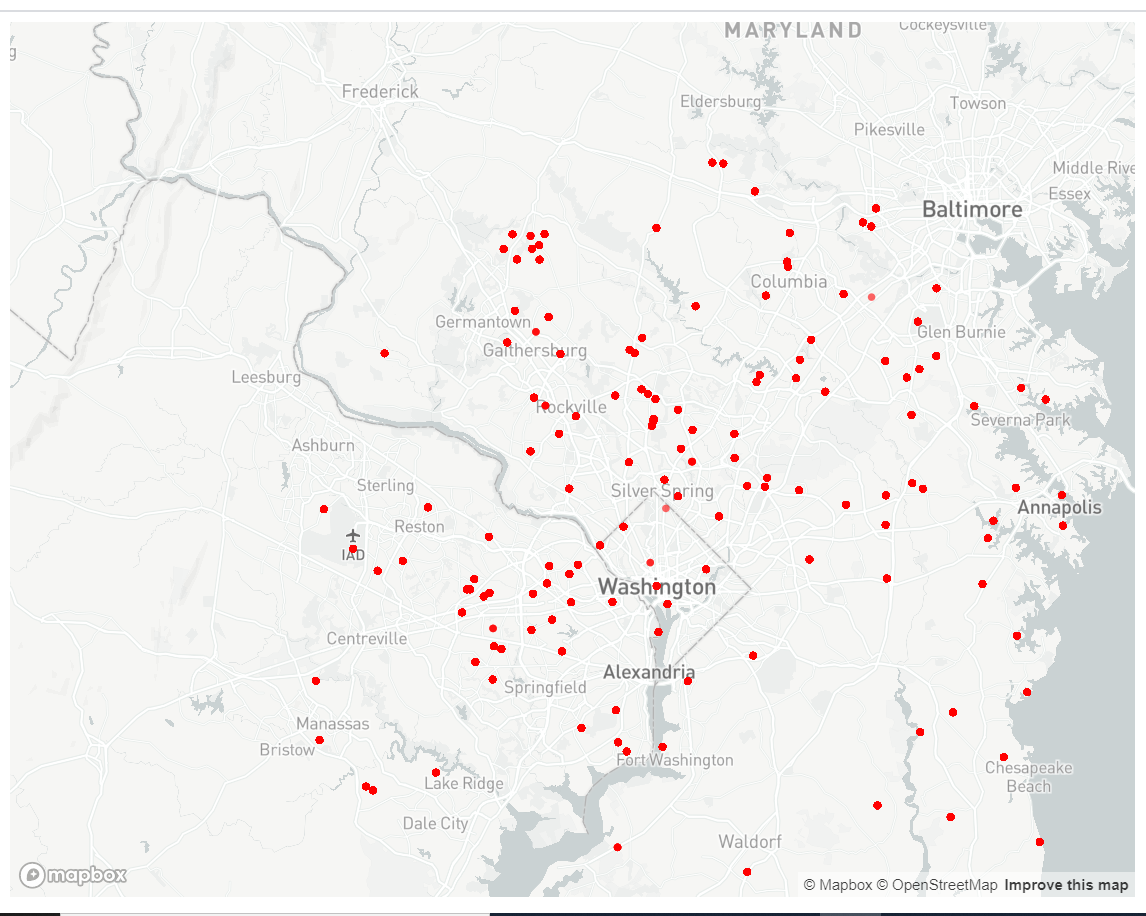 MARYLAND
Cockeysville
Frederick
Eldersburg
Towson
Pikesville
Middle Rive
Essex
Baltimore
Columbia
Germantown
Glen Burnie
Gaithersburg
Leesburg
Rockville
Severna Park
Ashburn
Sterling
Silver Spring
Annapolis
Reston
IAD
Washington
Centreville
Alexandria
Springfield
Manassas
Bristow
Fort Washington
Chesapeake
Beach
Lake Ridge
Dale City
Waldorf
mapbox
© Mapbox © OpenStreetMap Improve this map